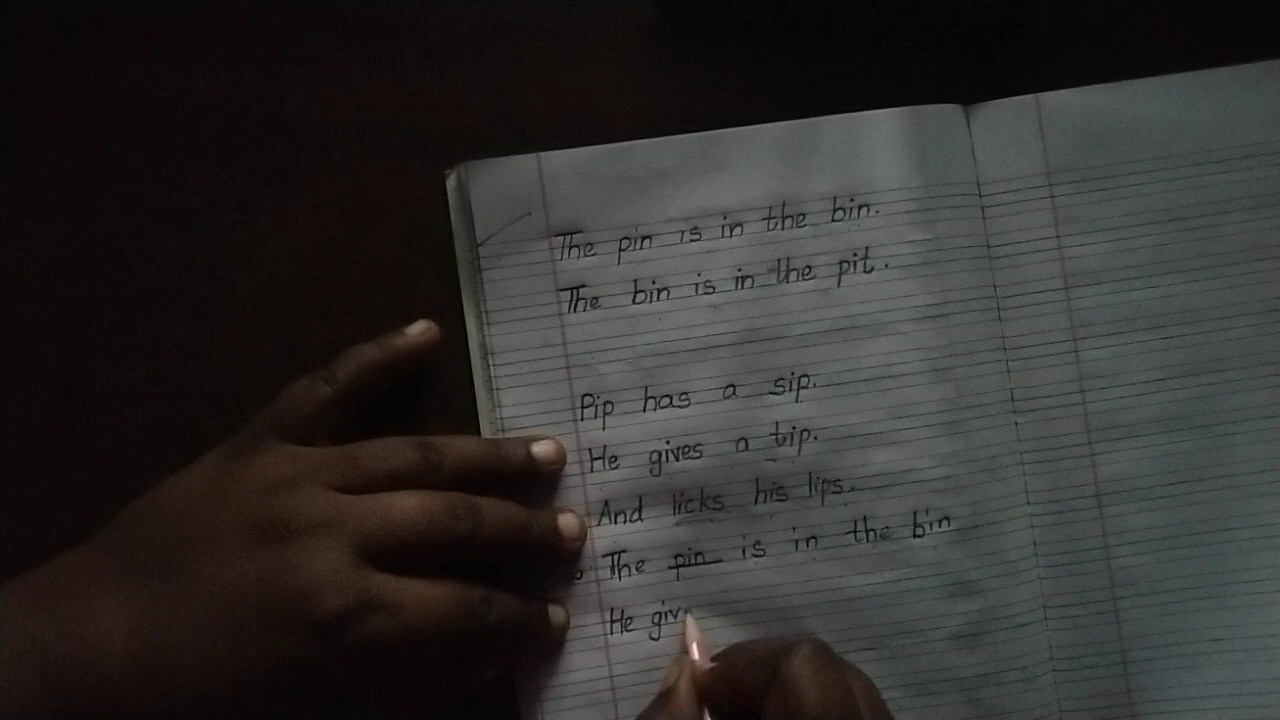 The pin is in the bin.
The bin is in the pit.
Pip has a sip.
He gives a tip.
And licks his lips.
The pin is in the bin
He giv